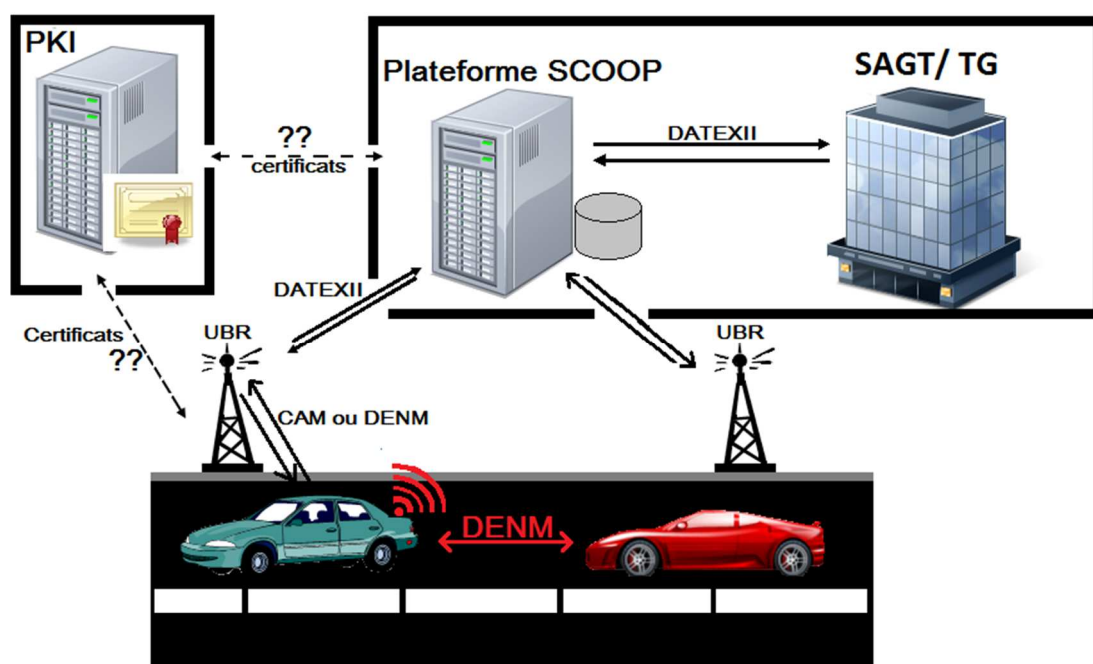 PKI
Plateforme SCOOP
SAGT/ TG
DATEXII
??
certificats
DATEXII
Certificats
??
UBR
UBR
CAM ou DENM
DENM